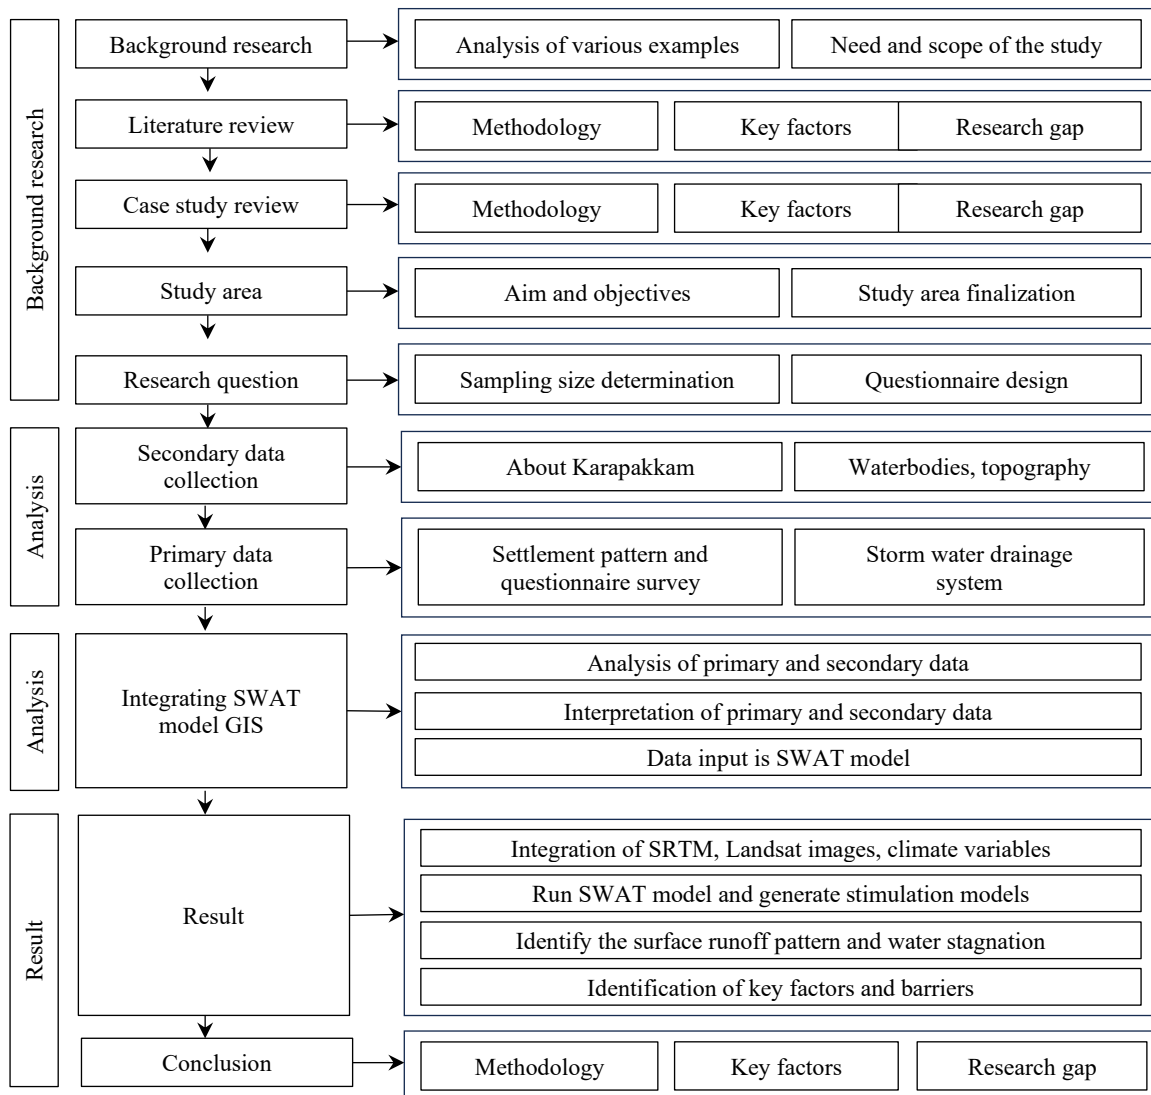 Background research
Background research
Analysis of various examples
Need and scope of the study
Literature review
Methodology
Key factors
Research gap
Case study review
Methodology
Key factors
Research gap
Study area
Aim and objectives
Study area finalization
Research question
Sampling size determination
Questionnaire design
Analysis
Secondary data
collection
About Karapakkam
Waterbodies, topography
Primary data
collection
Settlement pattern and
questionnaire survey
Storm water drainage
system
Analysis
Integrating SWAT
model GIS
Analysis of primary and secondary data
Interpretation of primary and secondary data
Data input is SWAT model
Result
Result
Integration of SRTM, Landsat images, climate variables
Run SWAT model and generate stimulation models
Identify the surface runoff pattern and water stagnation
Identification of key factors and barriers
Conclusion
Methodology
Key factors
Research gap